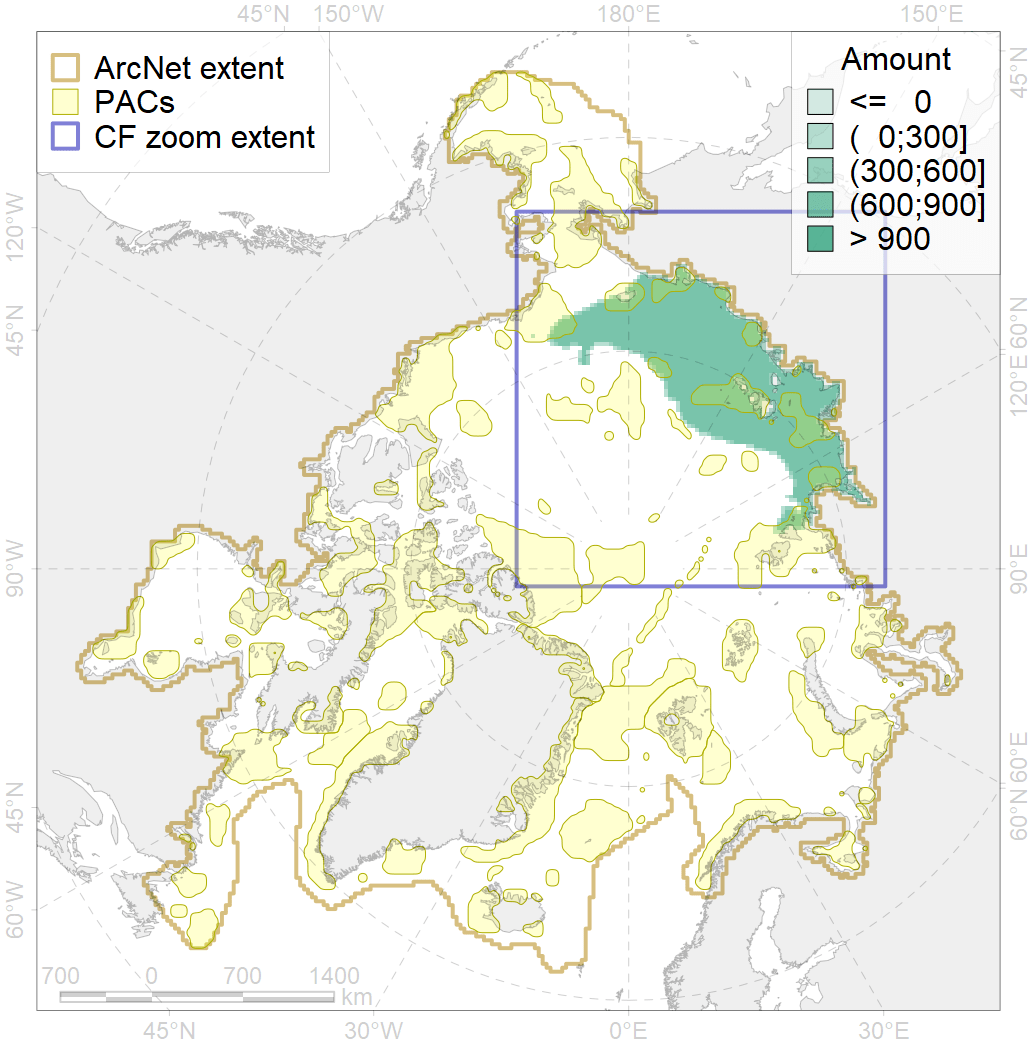 45°N 150°W 180°E 150°E
ArcNet extent
PACs
CF zoom extent
Amount
<= 0
( 0;300]
(300;600]
(600;900]
> 900
120°W
45°N
90°W
45°N
60°W
45°N
60°N
120°E
90°E
60°E
60°N
700 0 700 1400
km
45°N 30°W 0°E 30°E